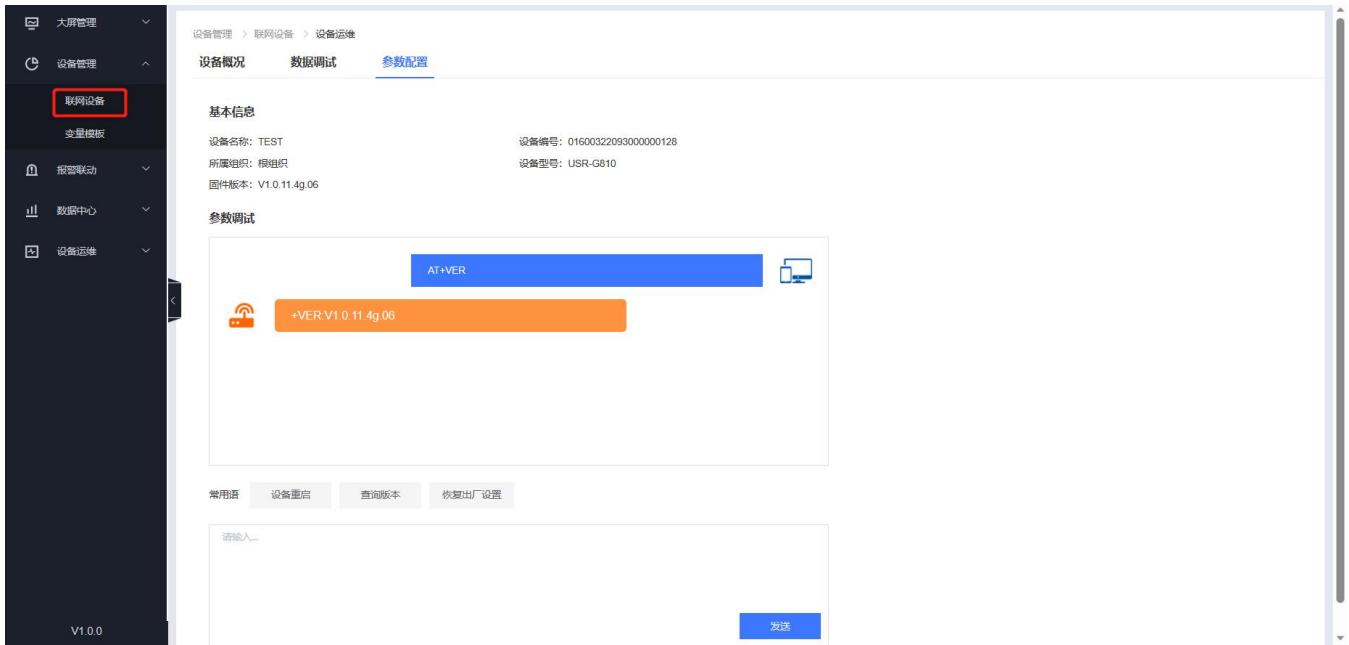 大屏管理
设备管理
联网设备
变量模板
报警联动
数据中心
设备运维
V1.0.0
设备管理 > 联网设备 > 设备运维
设备概况 数据调试 参数配置
基本信息
设备名称：TEST 设备编号：01600322093000000128
所属组织：根组织 设备型号：USR-G810
固件版本：V1.0.11.4g.06
参数调试
AT+VER
+VER:V1.0.11.4g.06
常用语 设备重启 查询版本 恢复出厂设置
请输入...
发送